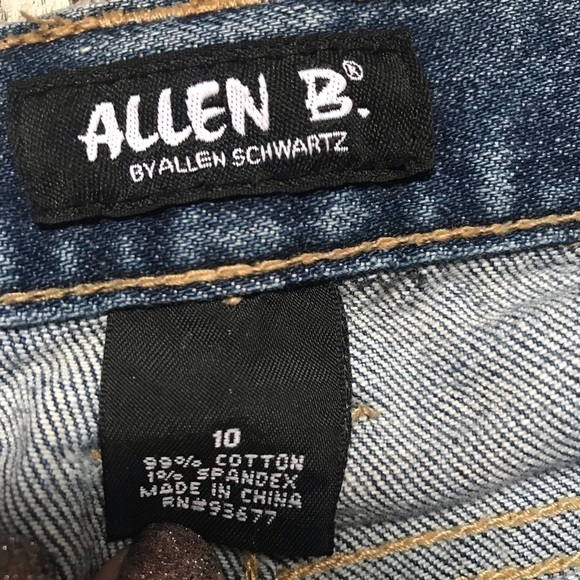 ALLEN B.®
BY ALLEN SCHWARTZ
10
99% COTTON
1% SPANDEX
MADE IN CHINA
RN#93677